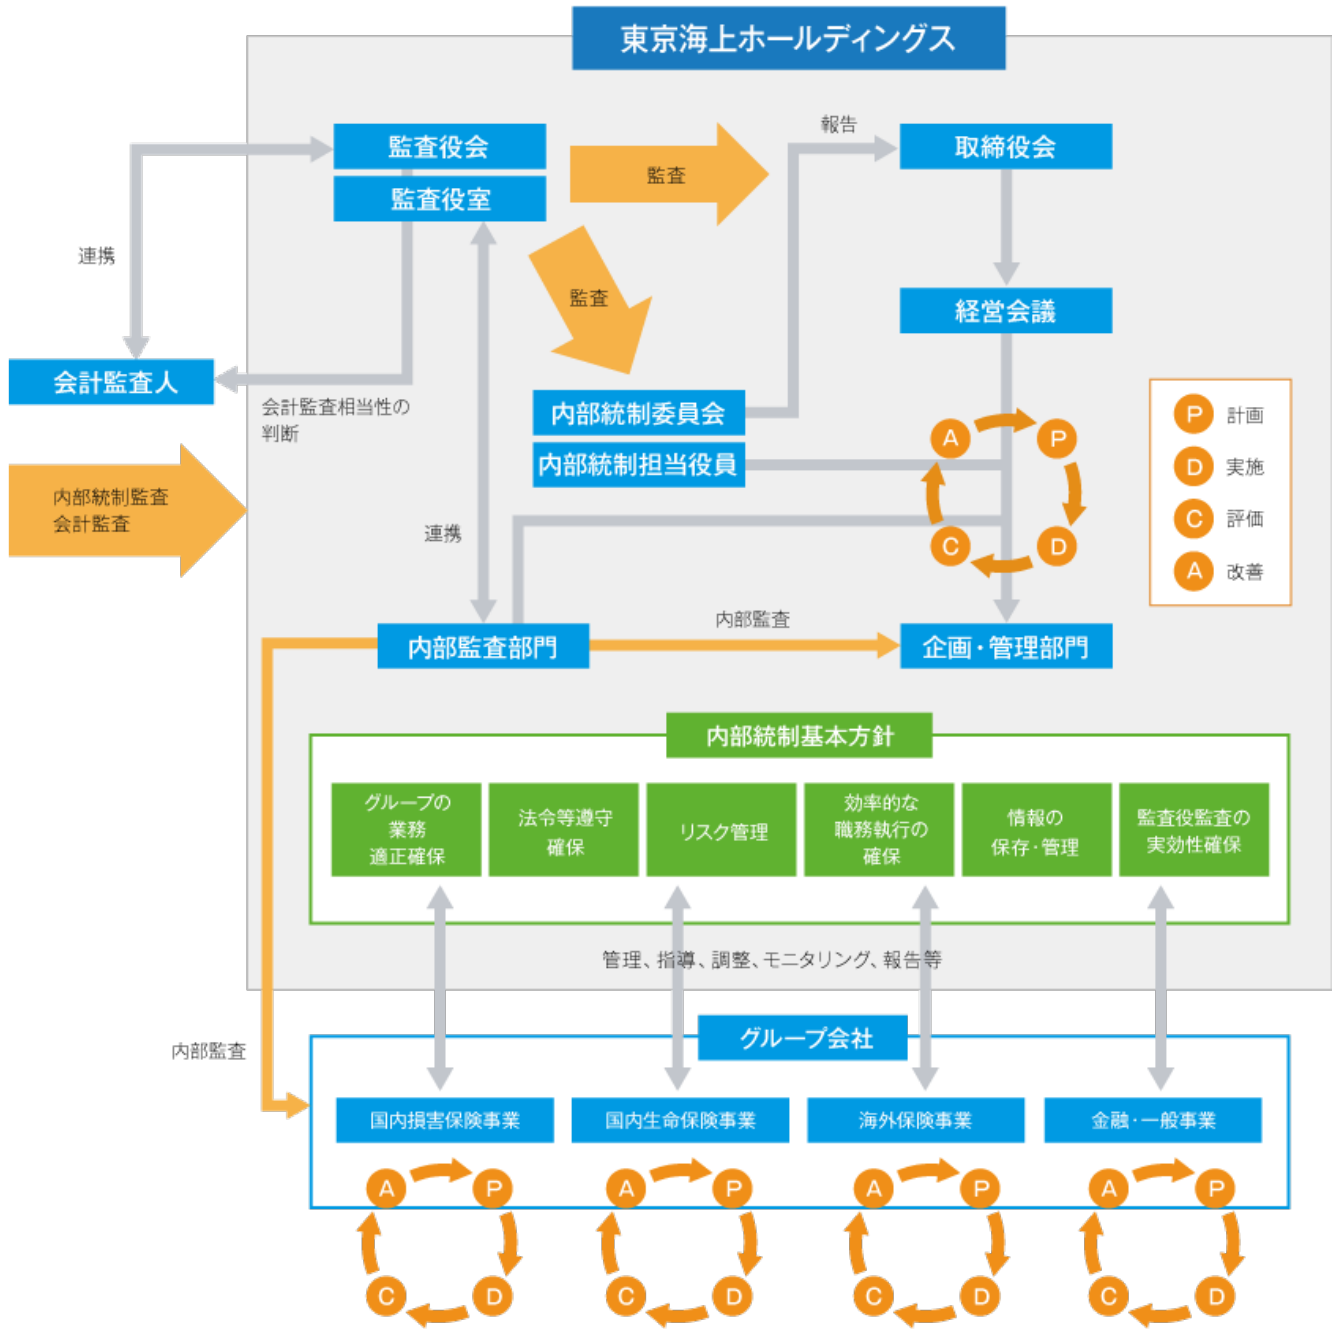 東京海上ホールディングス
監査役会
監査役室
監査
報告
取締役会
連携
監査
経営会議
会計監査人
会計監査相当性の
判断
内部統制委員会
内部統制担当役員
A
P
C
D
P 計画
D 実施
C 評価
A 改善
内部統制監査
会計監査
連携
内部監査部門
内部監査
企画・管理部門
内部統制基本方針
グループの
業務
適正確保
法令等遵守
確保
リスク管理
効率的な
職務執行の
確保
情報の
保存・管理
監査役監査の
実効性確保
管理、指導、調整、モニタリング、報告等
内部監査
グループ会社
国内損害保険事業
国内生命保険事業
海外保険事業
金融・一般事業
A
P
C
D
A
P
C
D
A
P
C
D
A
P
C
D